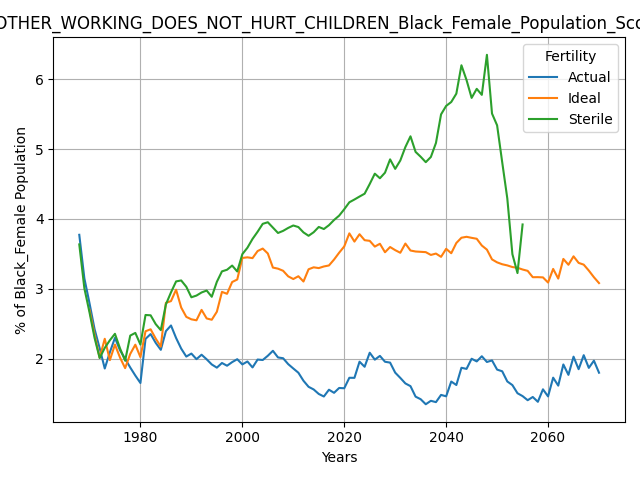 OTHER_WORKING_DOES_NOT_HURT_CHILDREN_Black_Female_Population_Sco
Fertility
Actual
Ideal
Sterile
% of Black_Female Population
6
5
4
3
2
1980
2000
2020
2040
2060
Years